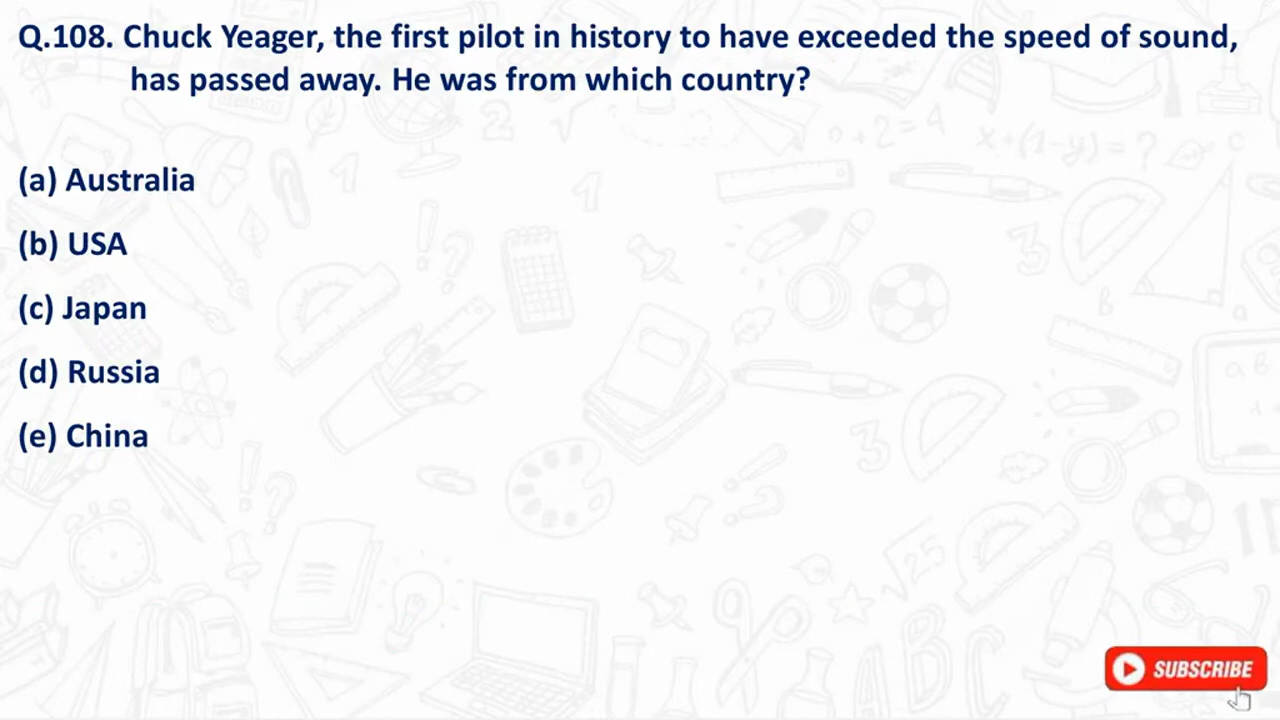 Q.108. Chuck Yeager, the first pilot in history to have exceeded the speed of sound,
has passed away. He was from which country?
(a) Australia
(b) USA
(c) Japan
(d) Russia
(e) China
SUBSCRIBE